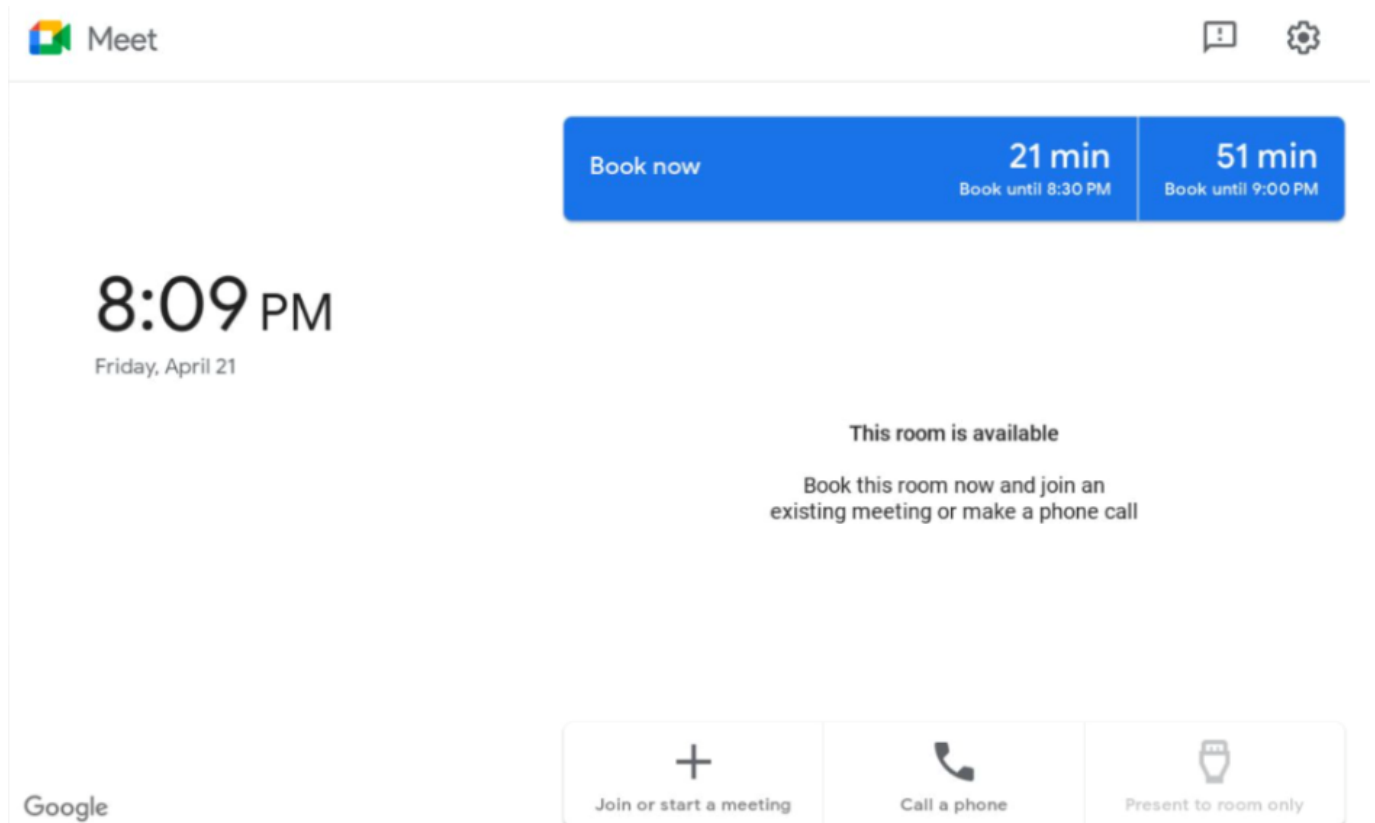 Meet
Book now
21 min
Book until 8:30 PM
51 min
Book until 9:00 PM
8:09 PM
Friday, April 21
This room is available
Book this room now and join an
existing meeting or make a phone call
Join or start a meeting
Call a phone
Present to room only
Google